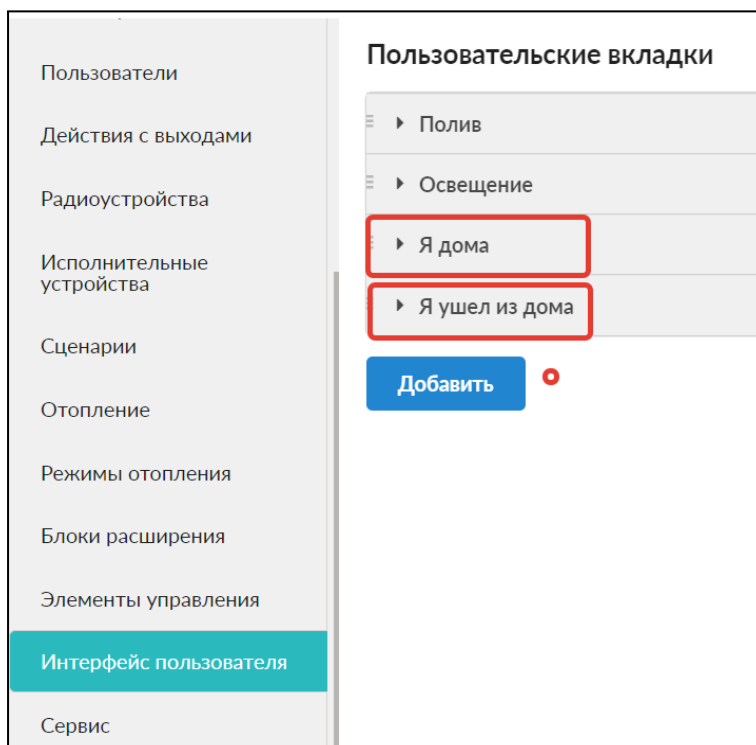 Пользователи
Действия с выходами
Радиоустройства
Исполнительные
устройства
Сценарии
Отопление
Режимы отопления
Блоки расширения
Элементы управления
Интерфейс пользователя
Сервис
Пользовательские вкладки
Полив
Освещение
Я дома
Я ушел из дома
Добавить